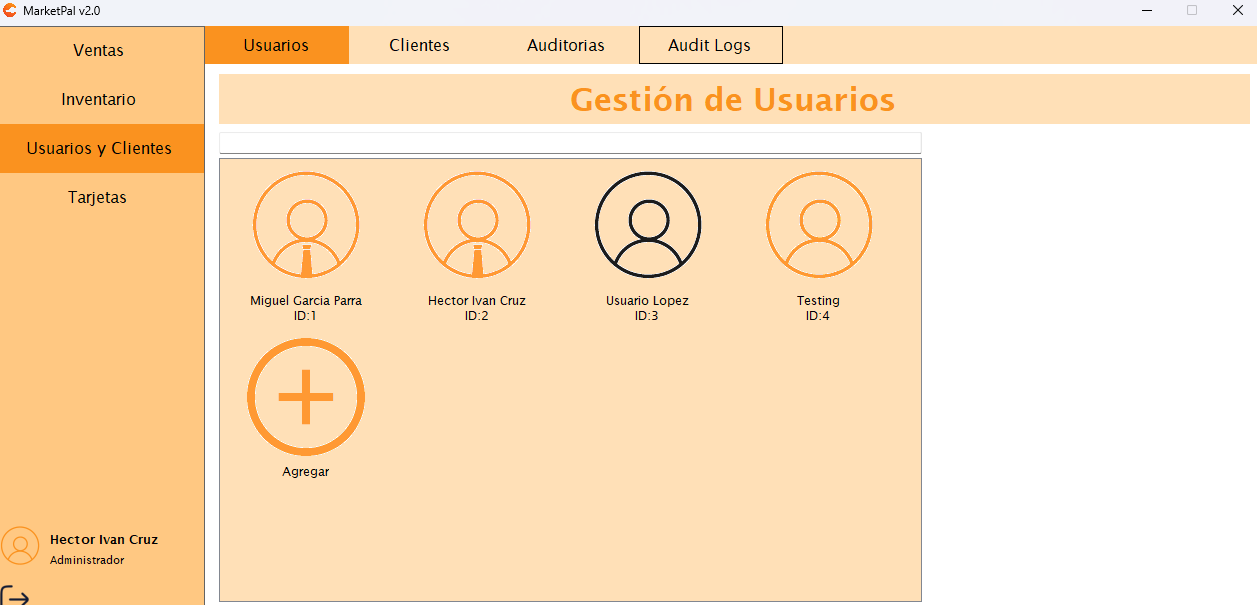 MarketPal v2.0
Ventas
Inventario
Usuarios y Clientes
Tarjetas
Hector Ivan Cruz
Administrador
Usuarios
Clientes
Auditorias
Audit Logs
Gestión de Usuarios
Miguel Garcia Parra
ID:1
Hector Ivan Cruz
ID:2
Usuario Lopez
ID:3
Testing
ID:4
Agregar